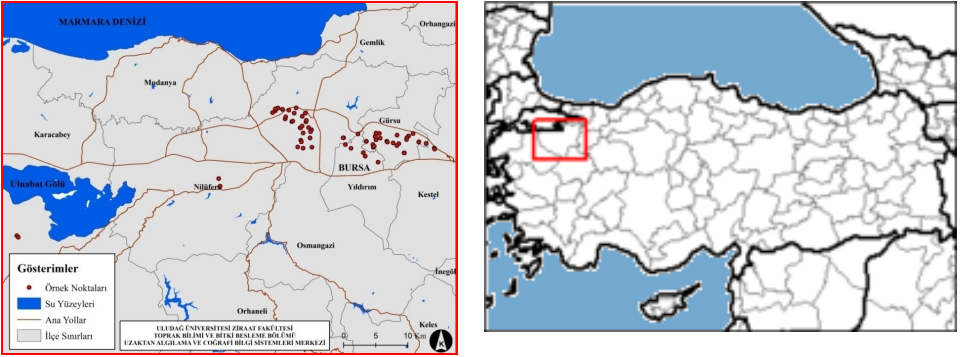 MARMARA DENİZİ
Orhangazi
Gemlik
Mudanya
Gürsu
Karacabey
BURSA
Uluabat Gölü
Nilüfer
Yıldırım
Kestel
Osmangazi
İnegöl
Gösterimler
Örnek Noktaları
Su Yüzeyleri
Ana Yollar
İlçe Sınırları
Orhaneli
Keles
ULUDAĞ ÜNİVERSİTESİ ZİRAAT FAKÜLTESİ
TOPRAK BİLİMİ VE BİTKİ BESLEME BÖLÜMÜ
UZAKTAN ALGILAMA VE COĞRAFİ BİLGİ SİSTEMLERİ MERKEZİ
0 5 10 Km